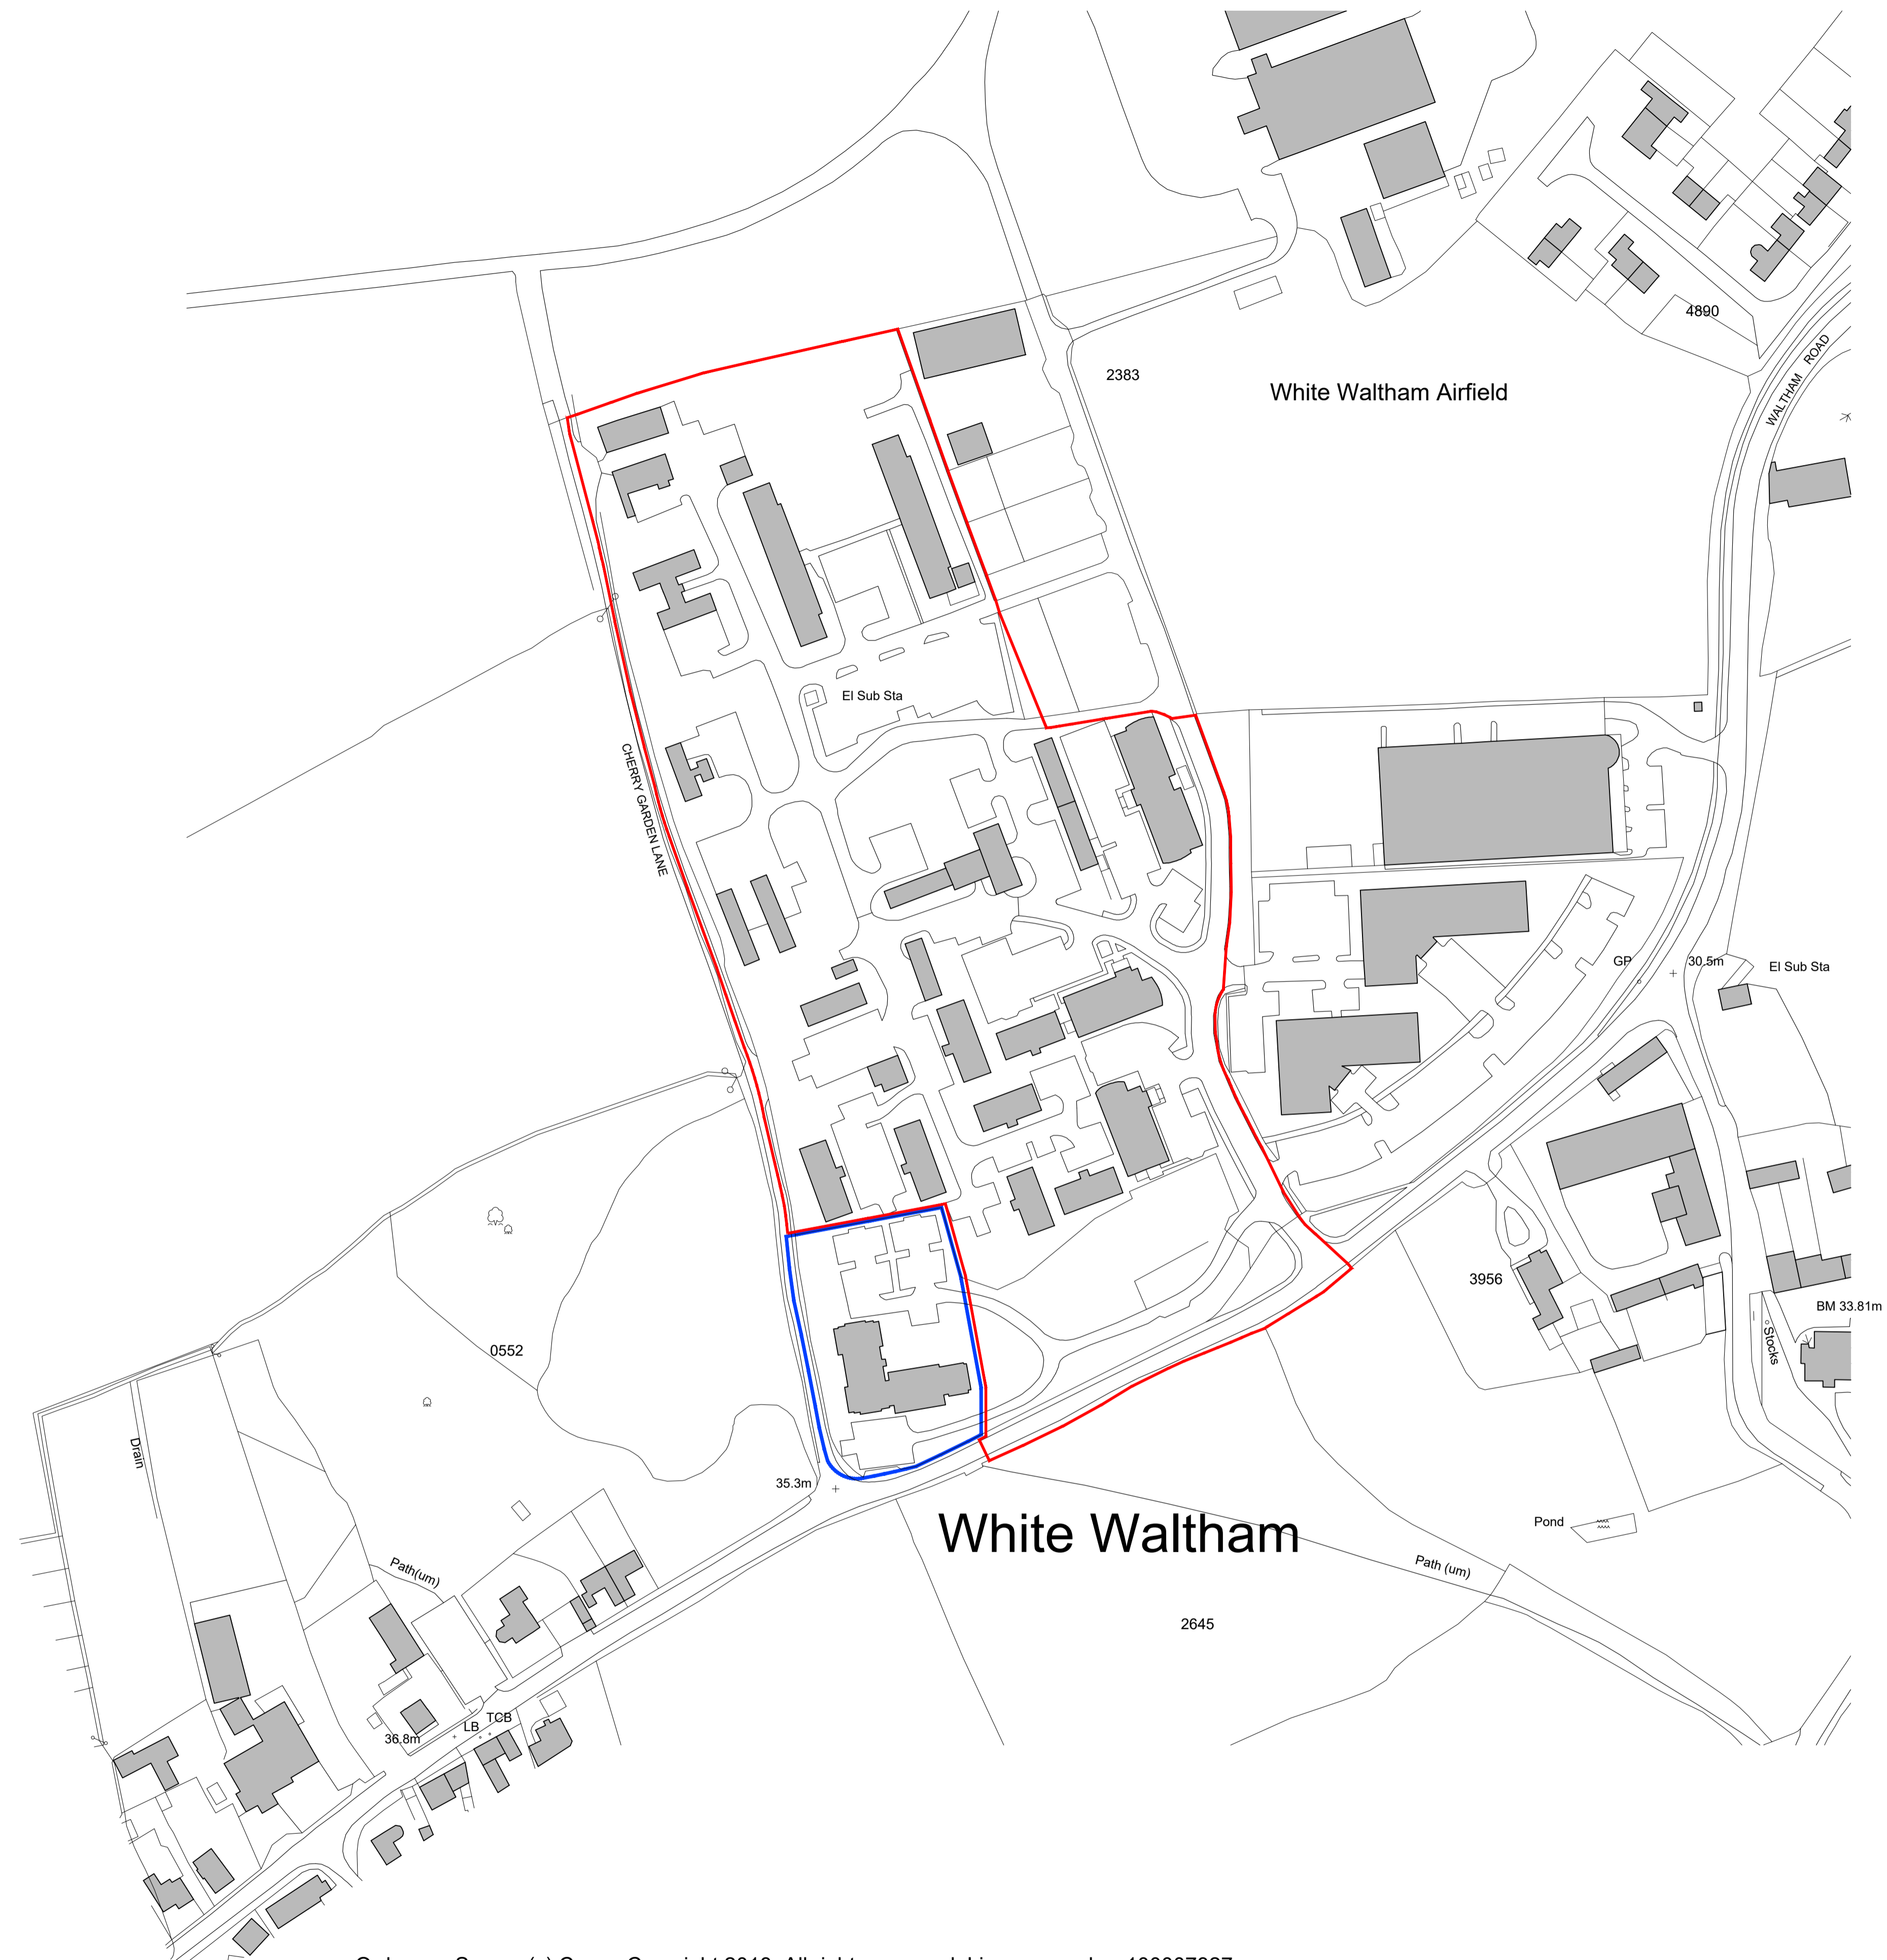 4890
WALTHAM ROAD
2383
White Waltham Airfield
El Sub Sta
CHERRY GARDEN LANE
GP
30.5m
El Sub Sta
3956
BM 33.81m
Stocks
0552
Drain
35.3m
White Waltham
Pond
Path(um)
Path (um)
2645
TCB
LB
36.8m